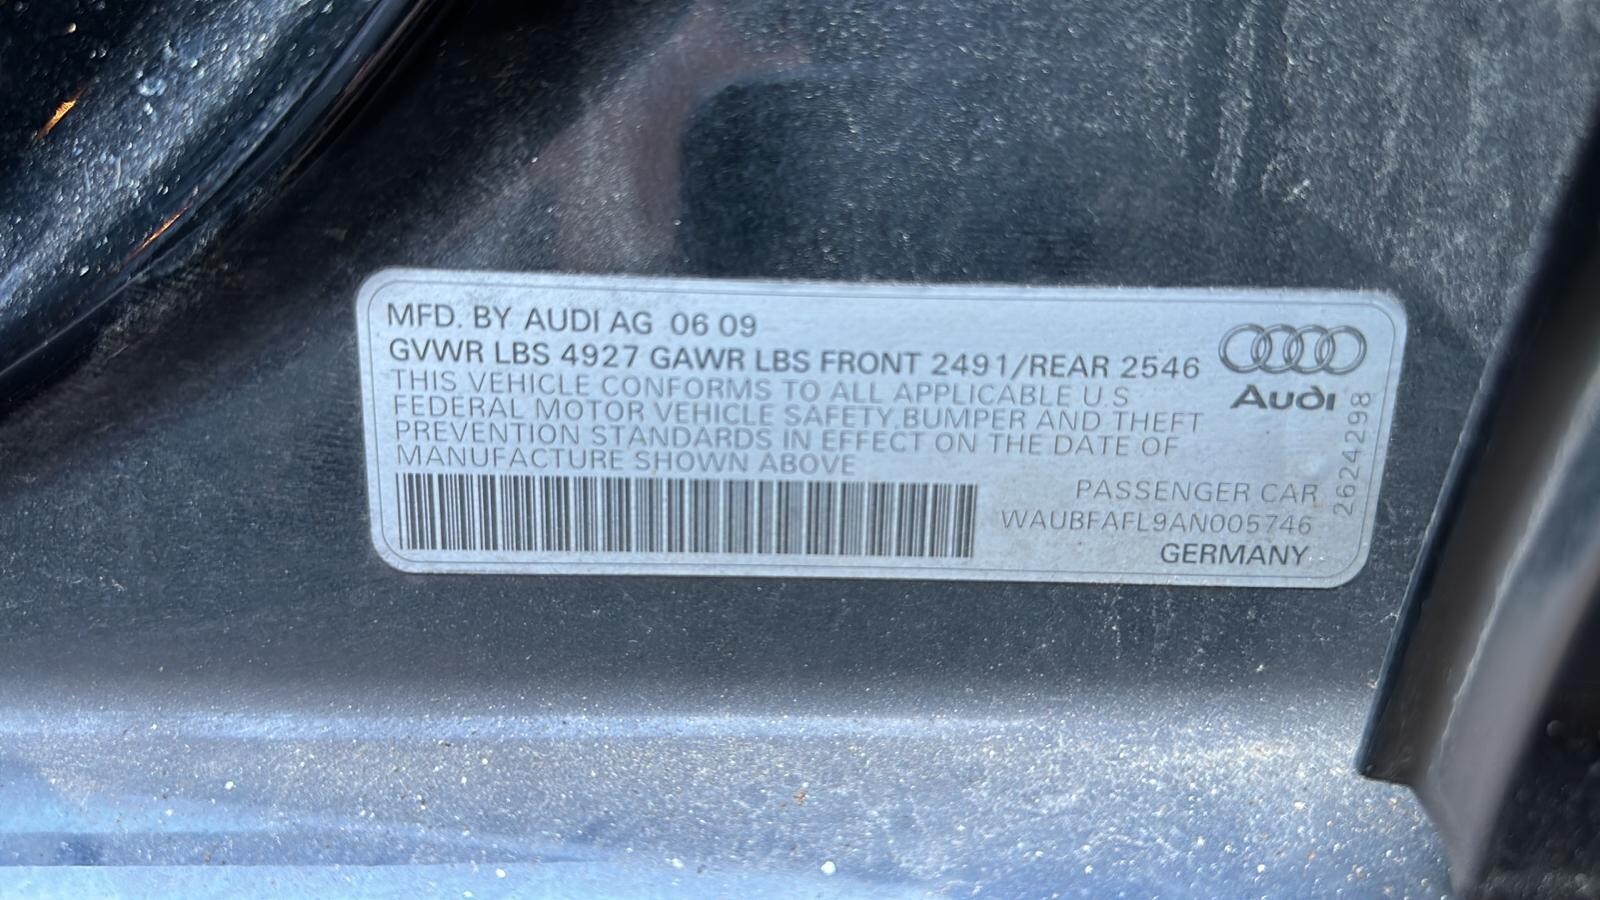 MFD. BY AUDI AG 06 09
GVWR LBS 4927 GAWR LBS FRONT 2491/REAR 2546
THIS VEHICLE CONFORMS TO ALL APPLICABLE U.S
FEDERAL MOTOR VEHICLE SAFETY, BUMPER AND THEFT
PREVENTION STANDARDS IN EFFECT ON THE DATE OF
MANUFACTURE SHOWN ABOVE
Audi
PASSENGER CAR
WAUBFAFL9AN005746
GERMANY
2624298